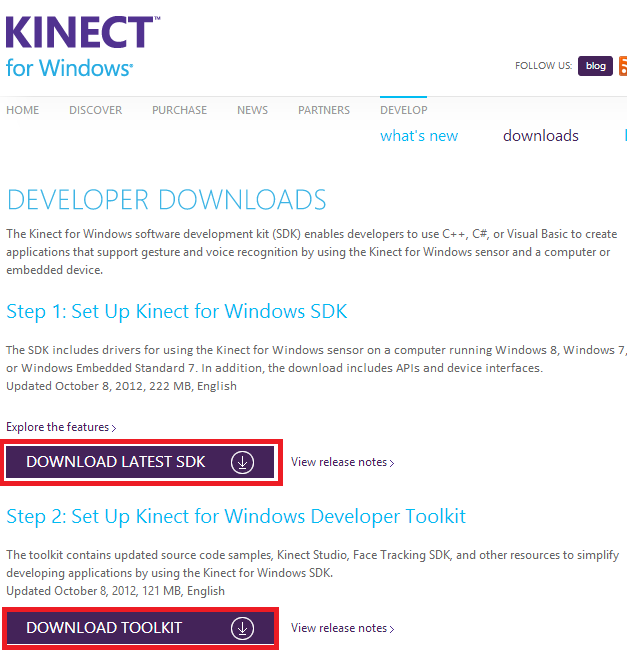 KINECT™
for Windows®
FOLLOW US: blog
HOME DISCOVER PURCHASE NEWS PARTNERS DEVELOP
what's new downloads
DEVELOPER DOWNLOADS
The Kinect for Windows software development kit (SDK) enables developers to use C++, C#, or Visual Basic to create
applications that support gesture and voice recognition by using the Kinect for Windows sensor and a computer or
embedded device.
Step 1: Set Up Kinect for Windows SDK
The SDK includes drivers for using the Kinect for Windows sensor on a computer running Windows 8, Windows 7,
or Windows Embedded Standard 7. In addition, the download includes APIs and device interfaces.
Updated October 8, 2012, 222 MB, English
Explore the features ›
DOWNLOAD LATEST SDK View release notes ›
Step 2: Set Up Kinect for Windows Developer Toolkit
The toolkit contains updated source code samples, Kinect Studio, Face Tracking SDK, and other resources to simplify
developing applications by using the Kinect for Windows SDK.
Updated October 8, 2012, 121 MB, English
DOWNLOAD TOOLKIT View release notes ›